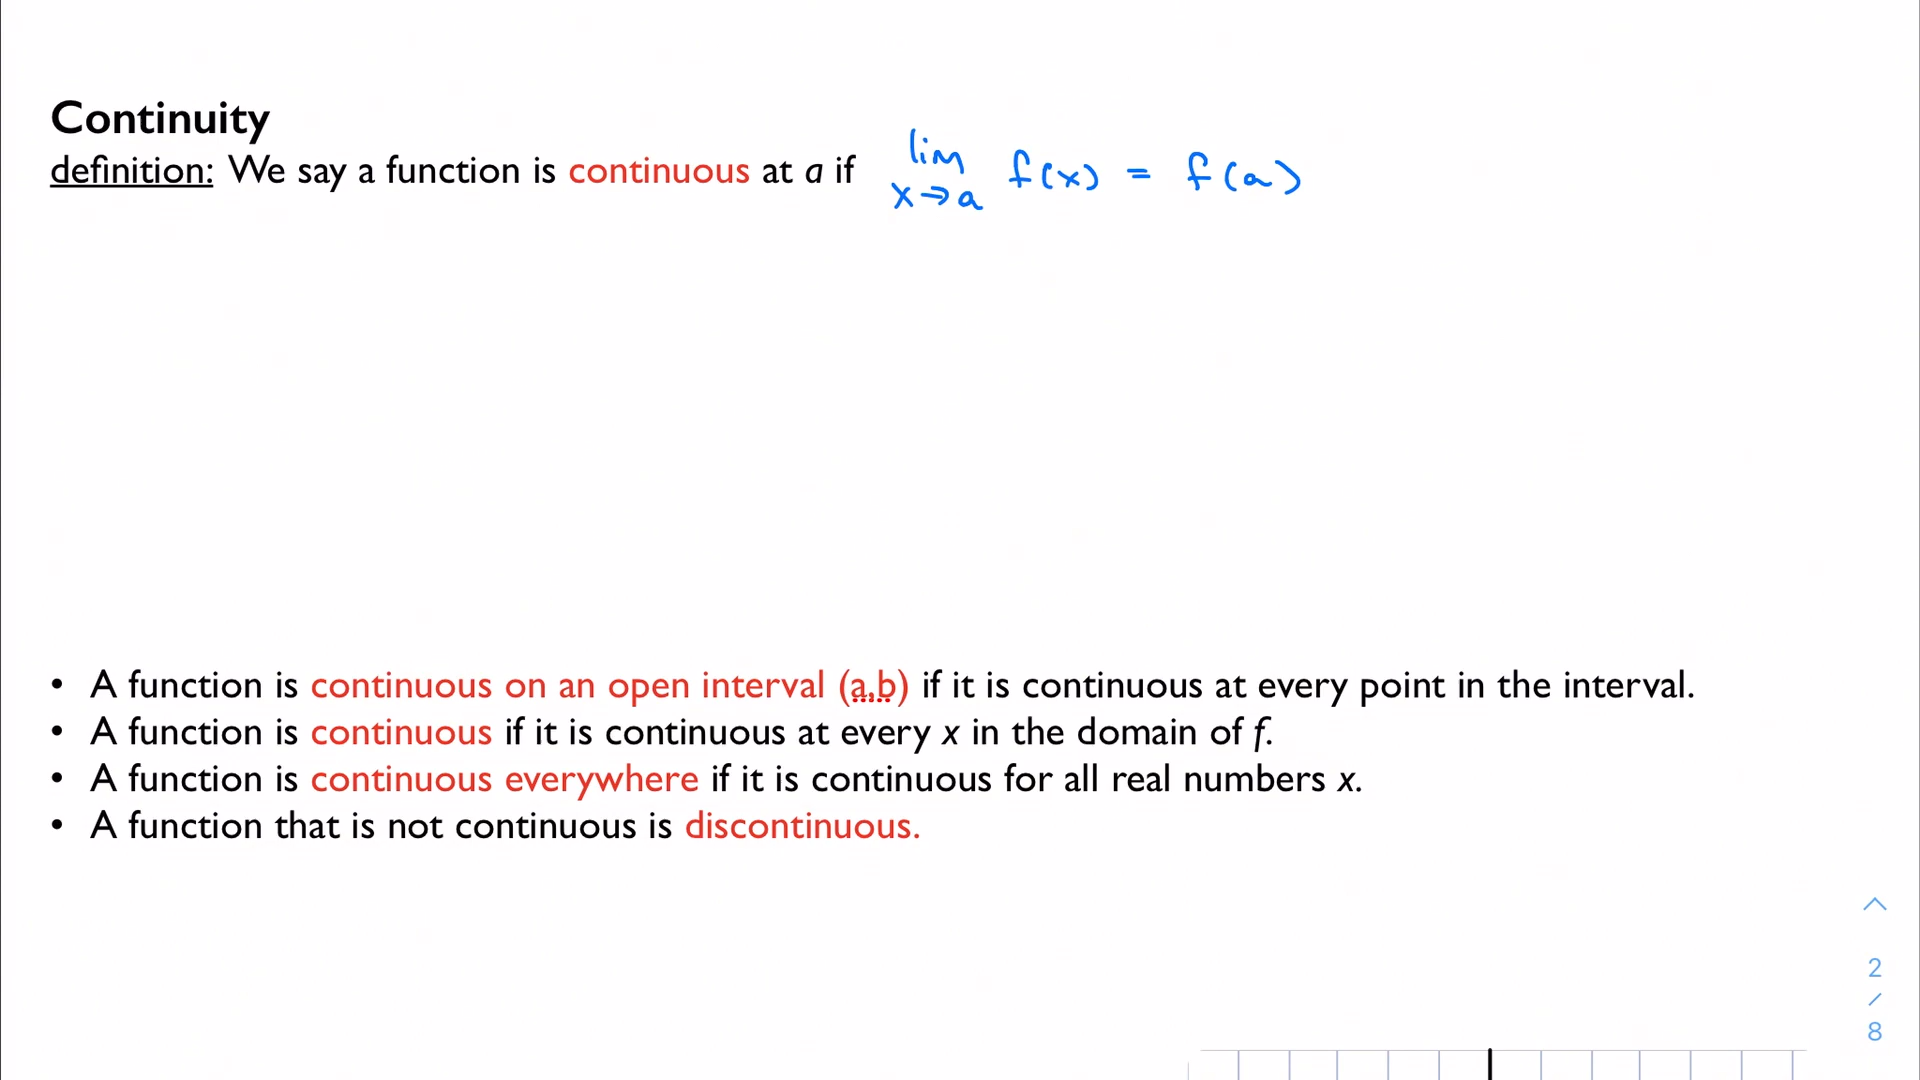 Continuity
definition: We say a function is continuous at a if lim x→a f(x) = f(a)
• A function is continuous on an open interval (a,b) if it is continuous at every point in the interval.
• A function is continuous if it is continuous at every x in the domain of f.
• A function is continuous everywhere if it is continuous for all real numbers x.
• A function that is not continuous is discontinuous.
2
/
8